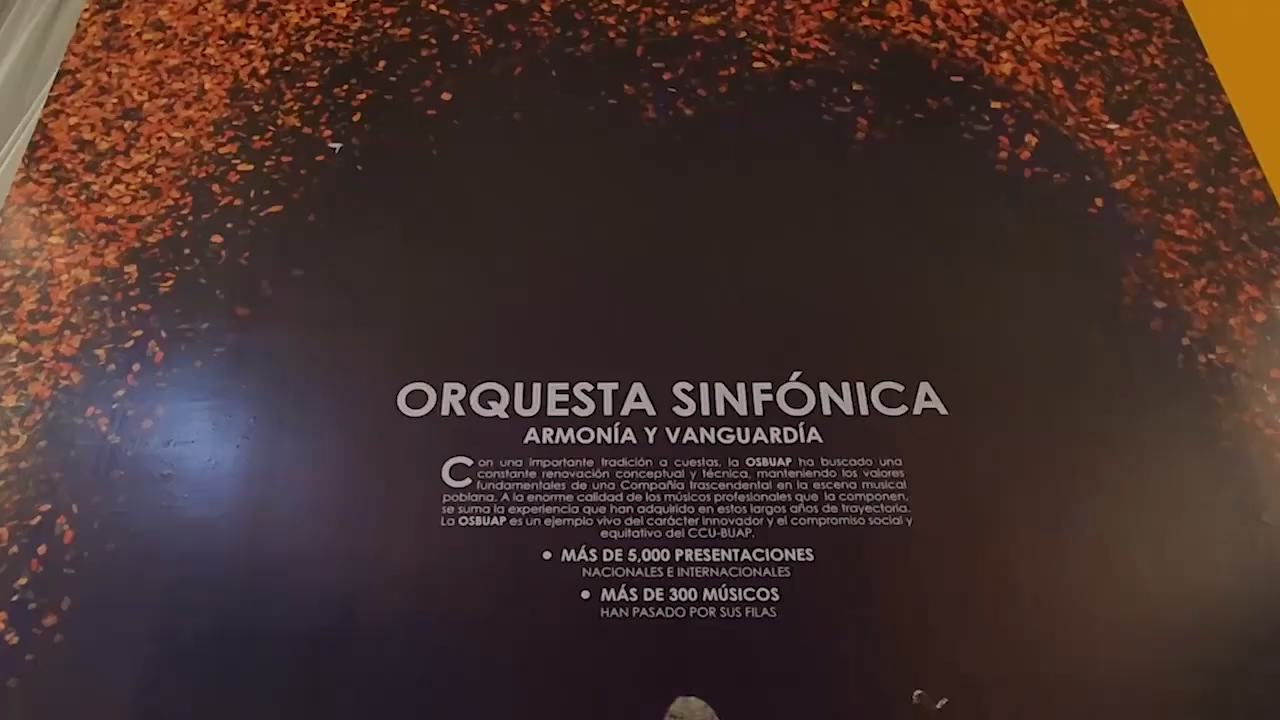 ORQUESTA SINFÓNICA
ARMONÍA Y VANGUARDÍA
Con una importante tradición a cuestas, la OSBUAP ha buscado una
constante renovación conceptual y técnica, manteniendo los valores
fundamentales de una Compañía trascendental en la escena musical
poblana. A la enorme calidad de los músicos profesionales que la componen,
se suma la experiencia que han adquirido en estos largos años de trayectoria.
La OSBUAP es un ejemplo vivo del carácter innovador y el compromiso social y
equitativo del CCU-BUAP.
• MÁS DE 5,000 PRESENTACIONES
NACIONALES E INTERNACIONALES
• MÁS DE 300 MÚSICOS
HAN PASADO POR SUS FILAS